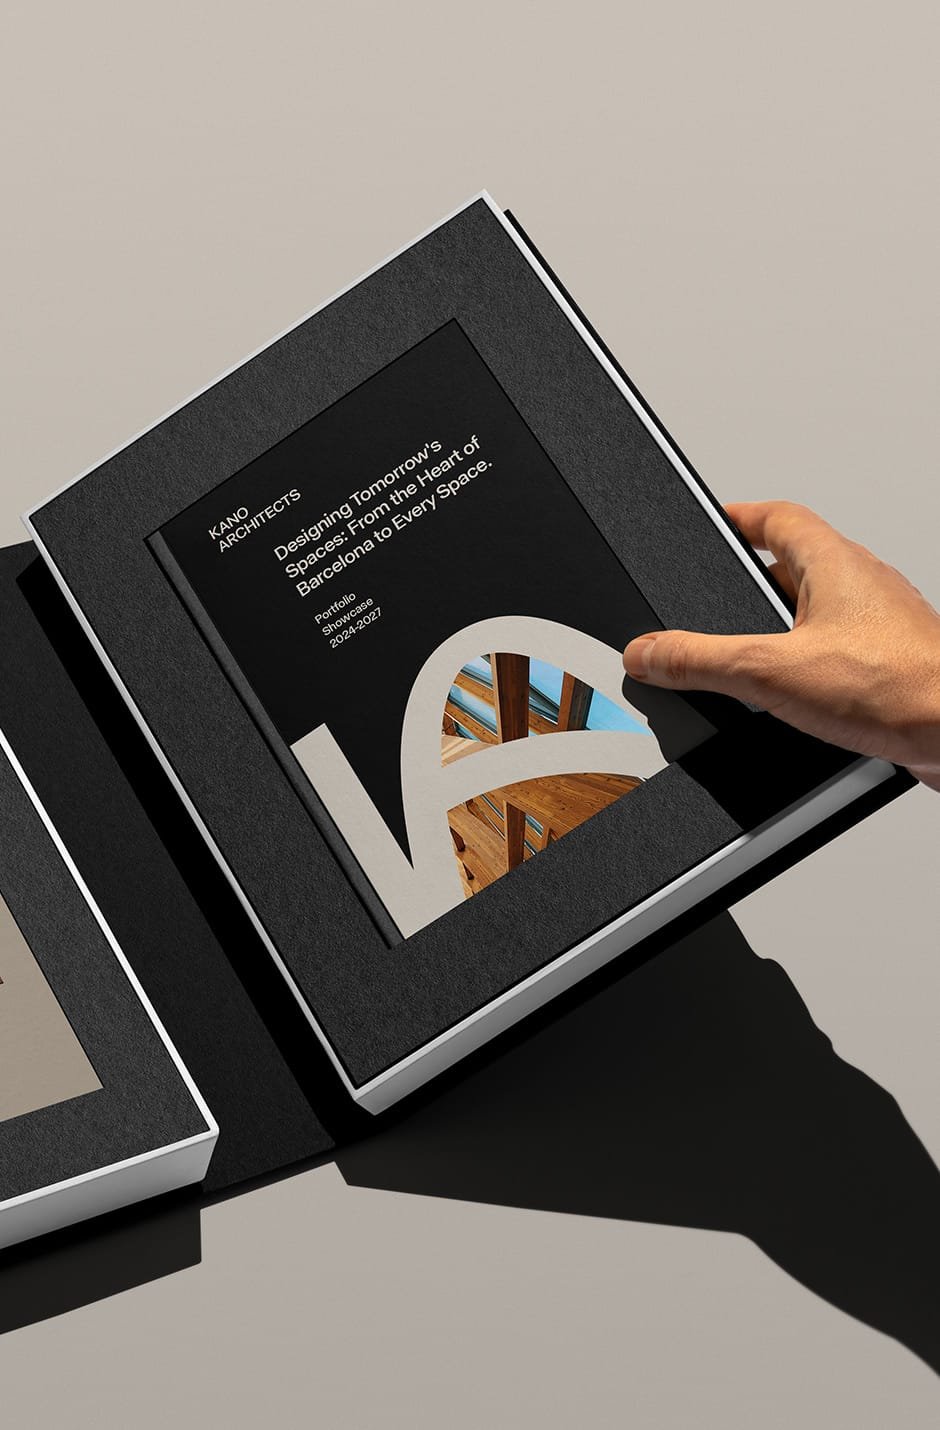 KANO
ARCHITECTS
Designing Tomorrow's
Spaces: From the Heart of
Barcelona to Every Space.
Portfolio
Showcase
2024-2027